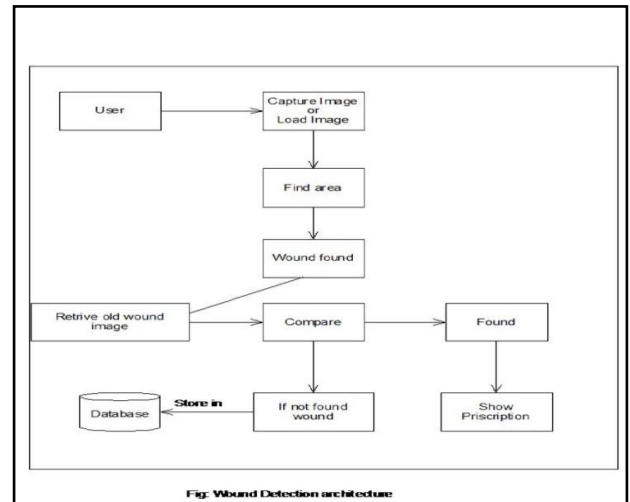 User
Capture Image
or
Load Image
Find area
Wound found
Retrive old wound
image
Compare
Found
Store in
Database
If not found
wound
Show
Priscription
Fig: Wound Detection architecture